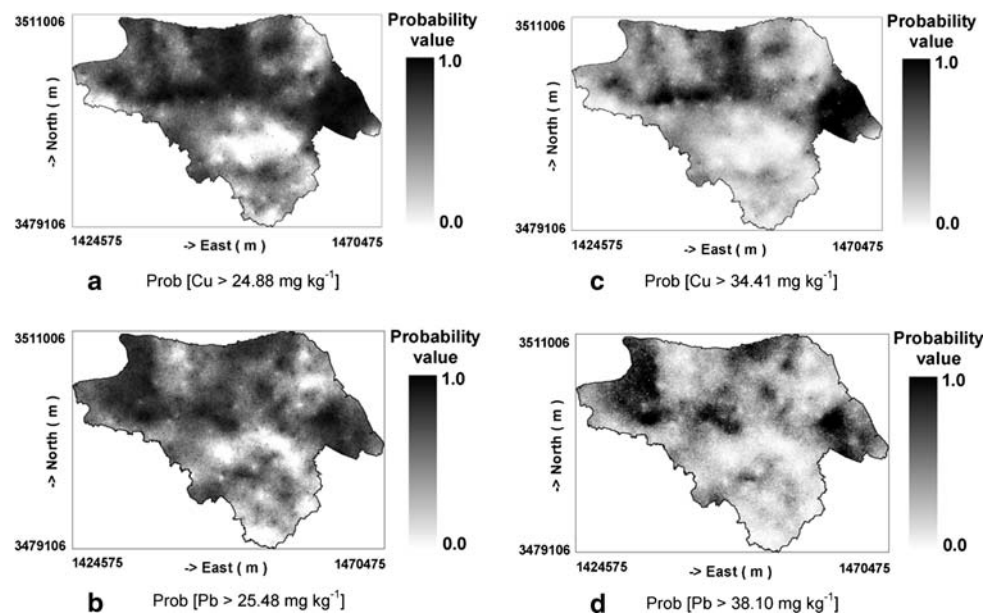 3511006
Probability
value
1.0
-> North ( m )
0.0
3479106
1424575
1470475
-> East ( m )
a Prob [Cu > 24.88 mg kg⁻¹]
3511006
Probability
value
1.0
-> North ( m )
0.0
3479106
1424575
1470475
-> East ( m )
c Prob [Cu > 34.41 mg kg⁻¹]
3511006
Probability
value
1.0
-> North ( m )
0.0
3479106
1424575
1470475
-> East ( m )
b Prob [Pb > 25.48 mg kg⁻¹]
3511006
Probability
value
1.0
-> North ( m )
0.0
3479106
1424575
1470475
-> East ( m )
d Prob [Pb > 38.10 mg kg⁻¹]